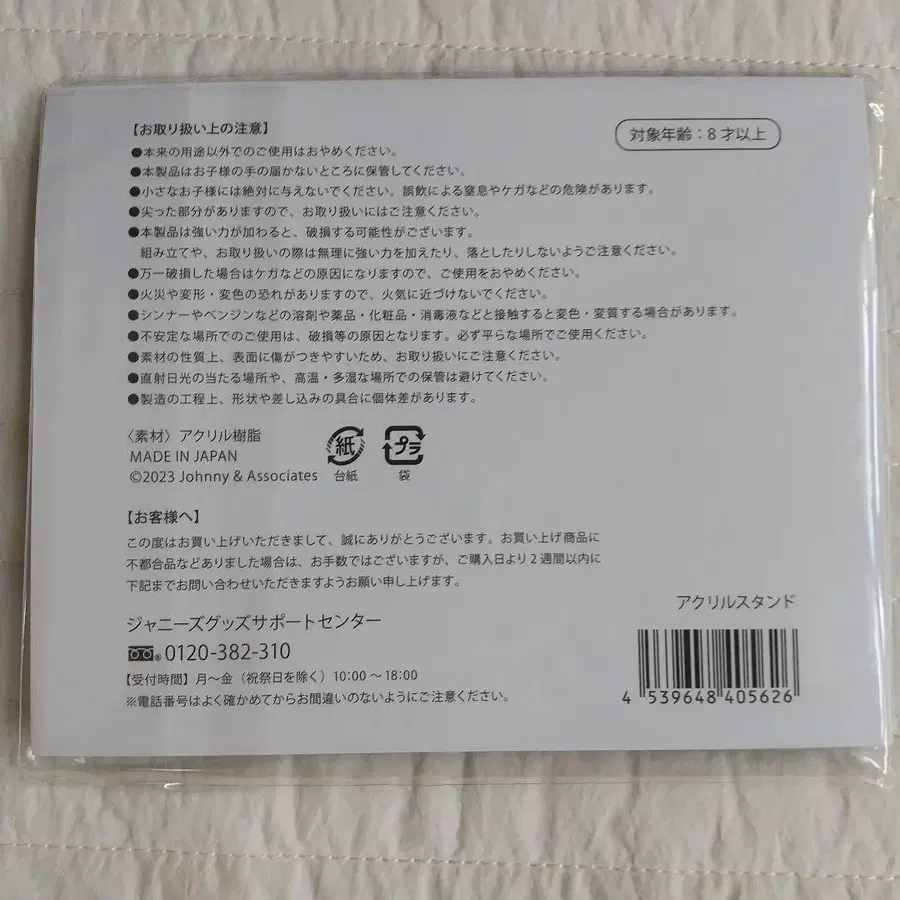 【お取り扱い上の注意】
対象年齢：8才以上
●本来の用途以外でのご使用はおやめください。
●本製品はお子様の手の届かないところに保管してください。
●小さなお子様には絶対に与えないでください。誤飲による窒息やケガなどの危険があります。
●尖った部分がありますので、お取り扱いにはご注意ください。
●本製品は強い力が加わると、破損する可能性がございます。
組み立てや、お取り扱いの際は無理に強い力を加えたり、落としたりしないようご注意ください。
●万一破損した場合はケガなどの原因になりますので、ご使用をおやめください。
●火災や変形・変色の恐れがありますので、火気に近づけないでください。
●シンナーやベンジンなどの溶剤や薬品・化粧品・消毒液などと接触すると変色・変質する場合があります。
●不安定な場所でのご使用は、破損等の原因となります。必ず平らな場所でご使用ください。
●素材の性質上、表面に傷がつきやすいため、お取り扱いにご注意ください。
●直射日光の当たる場所や、高温・多湿な場所での保管は避けてください。
●製造の工程上、形状や差し込みの具合に個体差があります。
〈素材〉アクリル樹脂
MADE IN JAPAN
©2023 Johnny & Associates
紙
台紙
プラ
袋
【お客様へ】
この度はお買い上げいただきまして、誠にありがとうございます。お買い上げ商品に
不都合品などありました場合は、お手数ではございますが、ご購入日より2週間以内に
下記までお問い合わせいただきますようお願い申し上げます。
ジャニーズグッズサポートセンター
0120-382-310
【受付時間】月～金（祝祭日を除く）10:00～18:00
※電話番号はよく確かめてからお間違いのないようにご注意ください。
アクリルスタンド
4 539648 405626